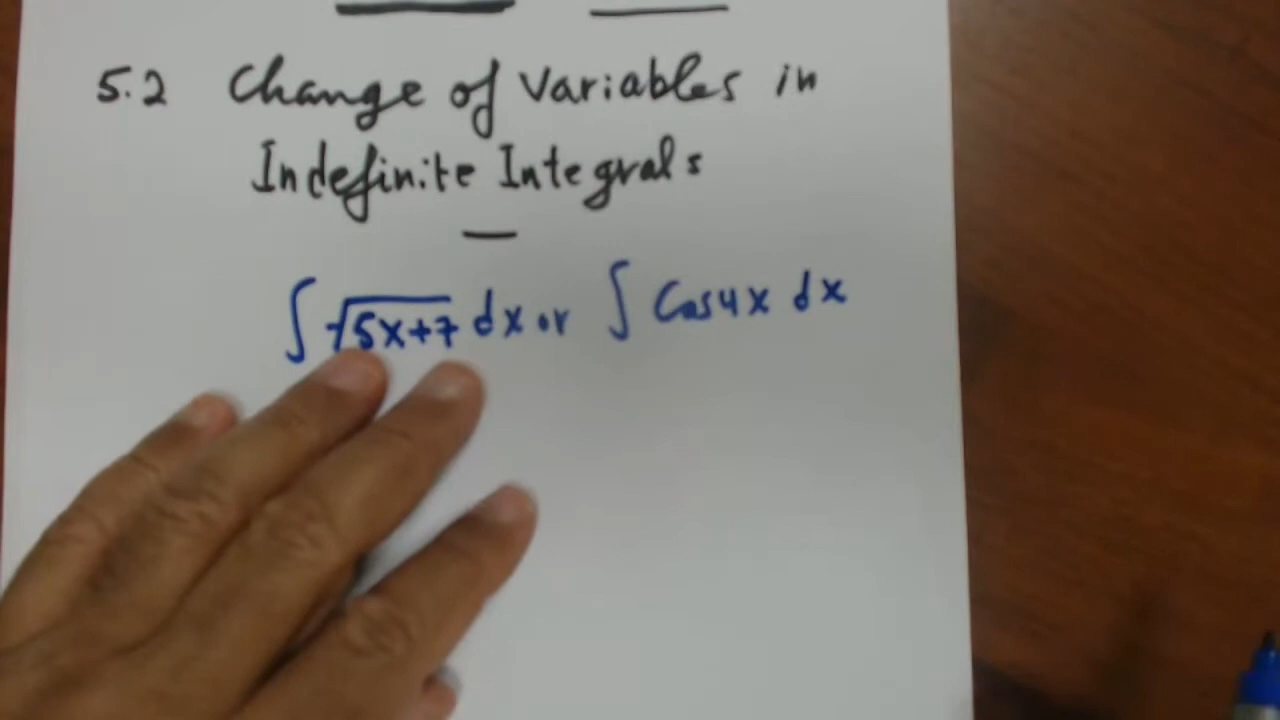 5.2 Change of Variables in
Indefinite Integrals
∫ √5x+7 dx or ∫ Cos4x dx